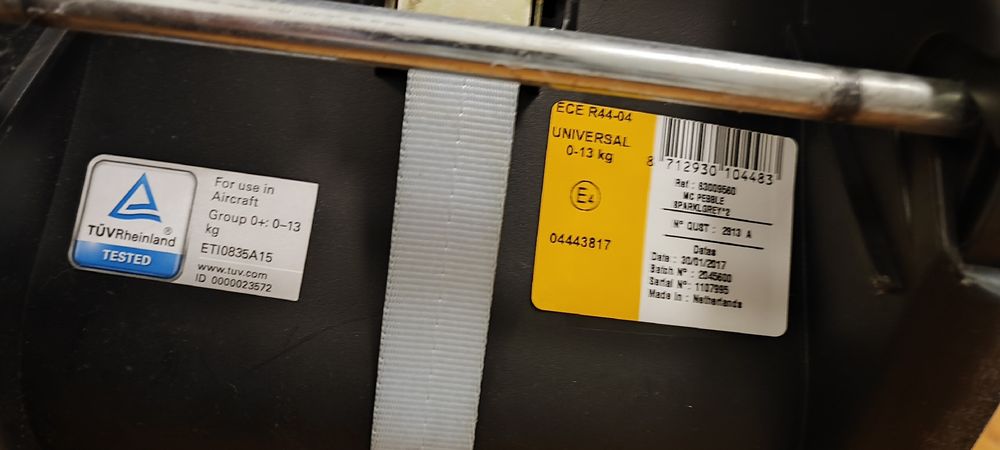 TÜVRheinland®
TESTED
For use in
Aircraft
Group 0+: 0–13
kg
ETI0835A15
www.tuv.com
ID 0000023572
ECE R44-04
UNIVERSAL
0-13 kg
E4
04443817
8 712930 104483
Ref : 63009560
MC PEBBLE
SPARKLGREY*2
N° QUST : 2813 A
Datas
Date : 30/01/2017
Batch N° : 2045600
Serial N° : 1107995
Made in : Netherlands